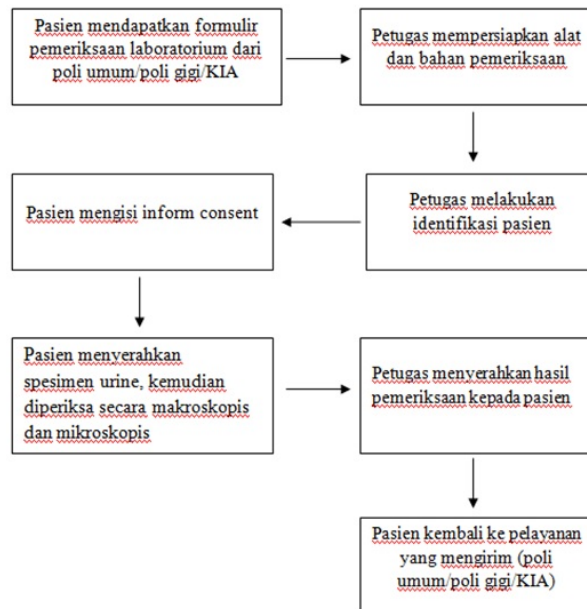 Pasien mendapatkan formulir
pemeriksaan laboratorium dari
poli umum/poli gigi/KIA
Petugas mempersiapkan alat
dan bahan pemeriksaan
Petugas melakukan
identifikasi pasien
Pasien mengisi inform consent
Pasien menyerahkan
spesimen urine, kemudian
diperiksa secara makroskopis
dan mikroskopis
Petugas menyerahkan hasil
pemeriksaan kepada pasien
Pasien kembali ke pelayanan
yang mengirim (poli
umum/poli gigi/KIA)